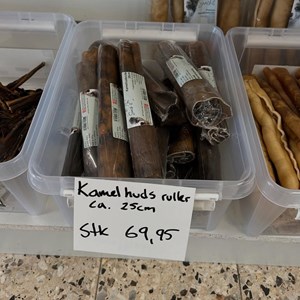 Kamel huds ruller
ca. 25cm
Stk 69,95